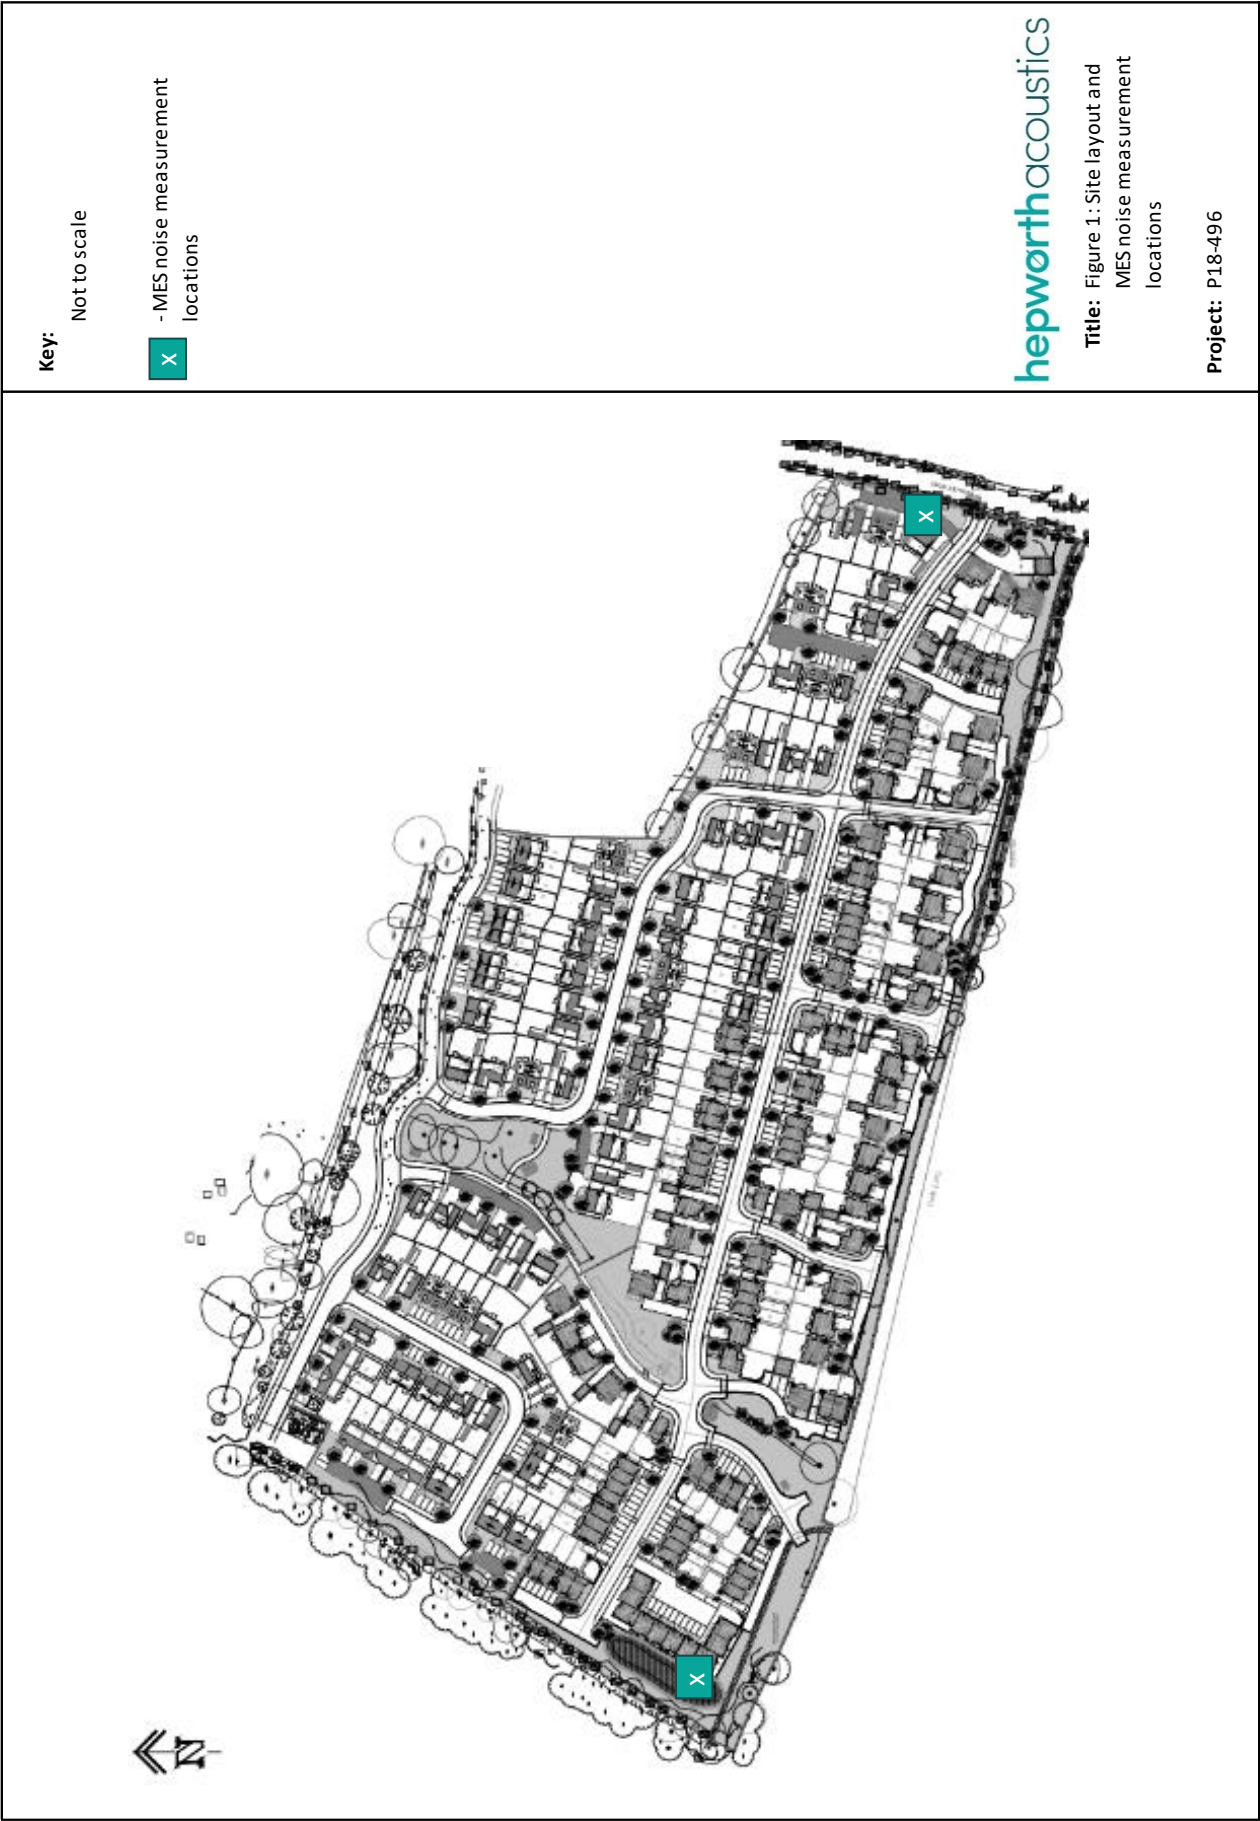 Key:
Not to scale
X
- MES noise measurement
locations
hepworthacoustics
Title: Figure 1: Site layout and
MES noise measurement
locations
Project: P18-496
X
X
N